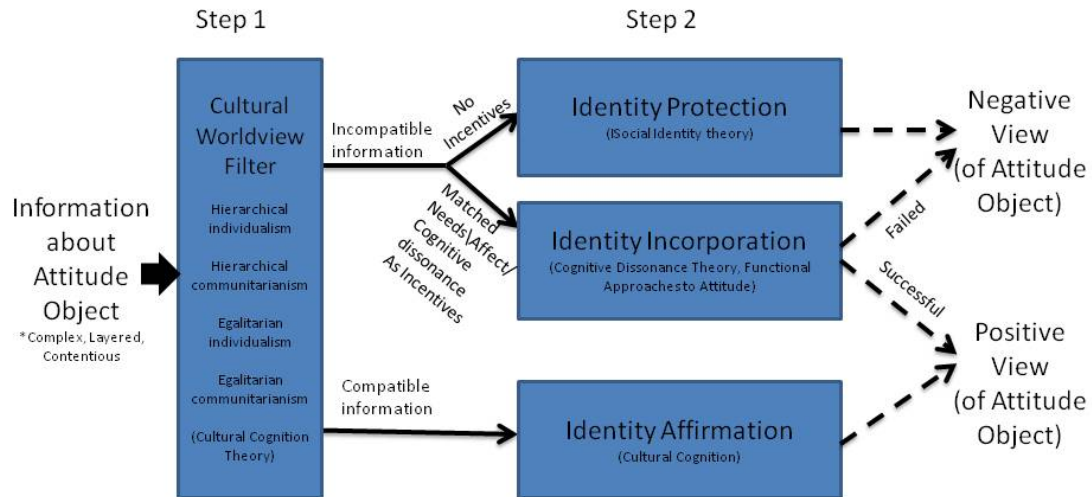 Step 1
Step 2
Information
about
Attitude
Object
*Complex, Layered,
Contentious
Cultural
Worldview
Filter
Hierarchical
individualism
Hierarchical
communitarianism
Egalitarian
individualism
Egalitarian
communitarianism
(Cultural Cognition
Theory)
Incompatible
information
No
Incentives
Matched
Needs\Affect/
Cognitive
dissonance
As Incentives
Compatible
information
Identity Protection
(ISocial Identity theory)
Identity Incorporation
(Cognitive Dissonance Theory, Functional
Approaches to Attitude)
Identity Affirmation
(Cultural Cognition)
Failed
Successful
Negative
View
(of Attitude
Object)
Positive
View
(of Attitude
Object)